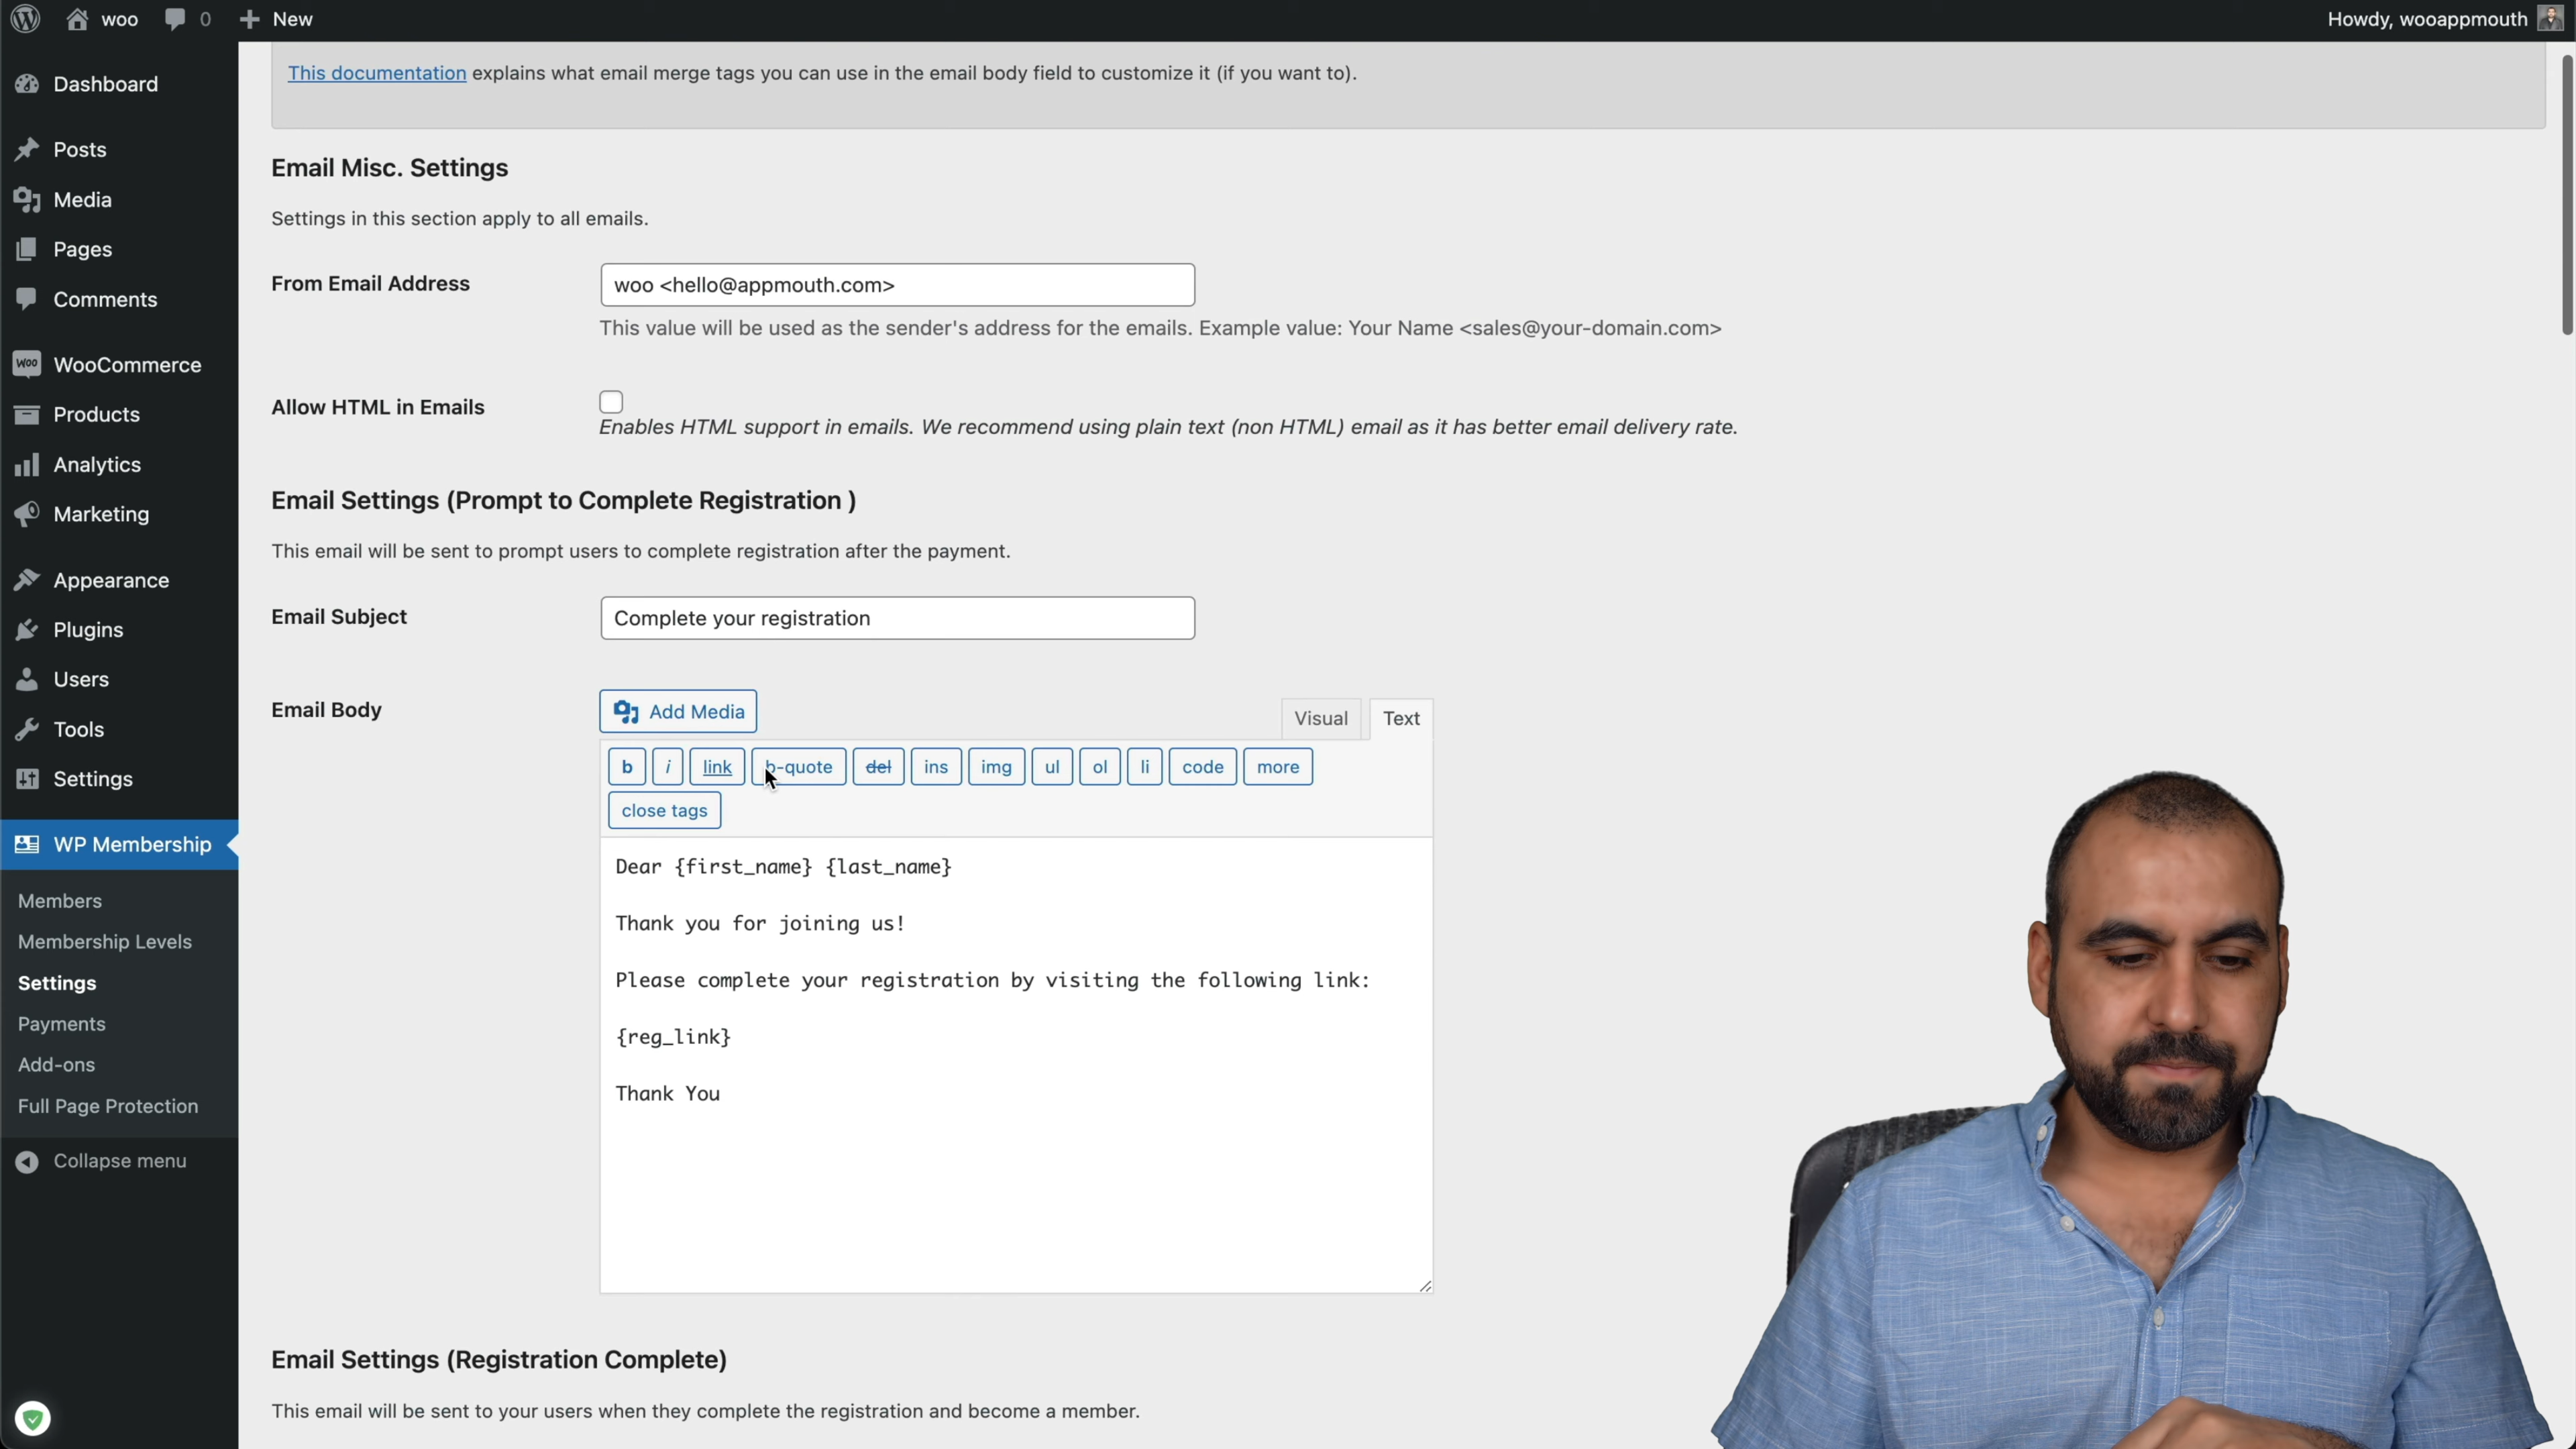 woo
0
New
Howdy, wooappmouth
Dashboard
Posts
Media
Pages
Comments
WOO
WooCommerce
Products
Analytics
Marketing
Appearance
Plugins
Users
Tools
Settings
WP Membership
Members
Membership Levels
Settings
Payments
Add-ons
Full Page Protection
Collapse menu
This documentation explains what email merge tags you can use in the email body field to customize it (if you want to).
Email Misc. Settings
Settings in this section apply to all emails.
From Email Address
woo <hello@appmouth.com>
This value will be used as the sender's address for the emails. Example value: Your Name <sales@your-domain.com>
Allow HTML in Emails
Enables HTML support in emails. We recommend using plain text (non HTML) email as it has better email delivery rate.
Email Settings (Prompt to Complete Registration )
This email will be sent to prompt users to complete registration after the payment.
Email Subject
Complete your registration
Email Body
Add Media
Visual
Text
b
i
link
b-quote
del
ins
img
ul
ol
li
code
more
close tags
Dear {first_name} {last_name}
Thank you for joining us!
Please complete your registration by visiting the following link:
{reg_link}
Thank You
Email Settings (Registration Complete)
This email will be sent to your users when they complete the registration and become a member.